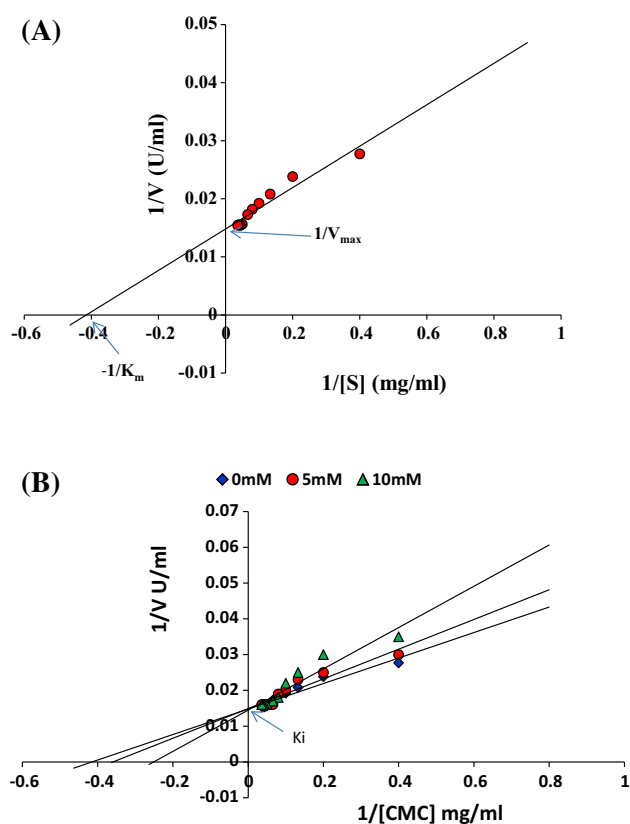 (A)
0.05
0.04
0.03
0.02
0.01
0
-0.01
1/V (U/ml)
1/Vmax
-0.6 -0.4 -0.2 0 0.2 0.4 0.6 0.8 1
-1/Km
1/[S] (mg/ml)
(B)
0mM 5mM 10mM
0.07
0.06
0.05
0.04
0.03
0.02
0.01
0
-0.01
1/V U/ml
Ki
-0.6 -0.4 -0.2 0 0.2 0.4 0.6 0.8 1
1/[CMC] mg/ml